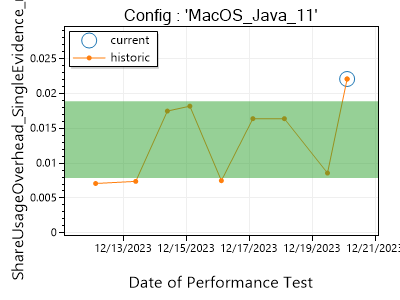 Config : 'MacOS_Java_11'
current
historic
ShareUsageOverhead_SingleEvidence_
0.025
0.02
0.015
0.01
0.005
0
12/13/2023
12/15/2023
12/17/2023
12/19/2023
12/21/2023
Date of Performance Test